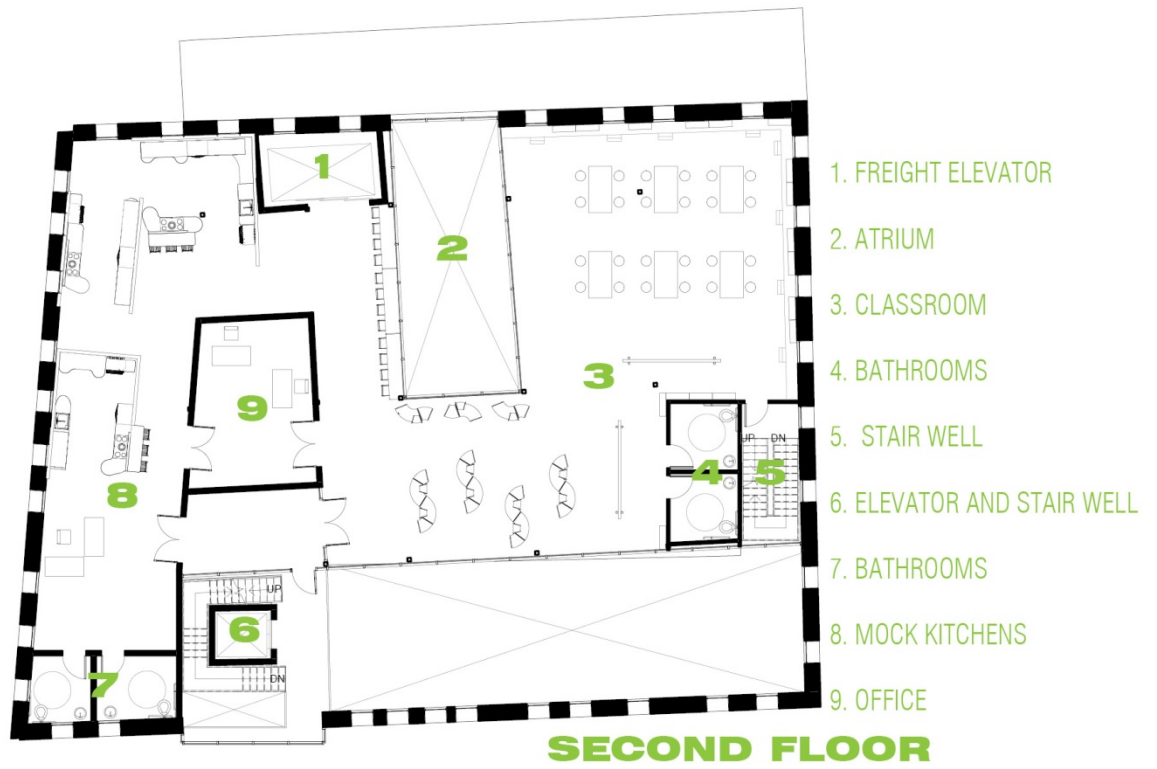 1
2
3
4
5
6
7
8
9
UP DN
UP
DN
1. FREIGHT ELEVATOR
2. ATRIUM
3. CLASSROOM
4. BATHROOMS
5. STAIR WELL
6. ELEVATOR AND STAIR WELL
7. BATHROOMS
8. MOCK KITCHENS
9. OFFICE
SECOND FLOOR